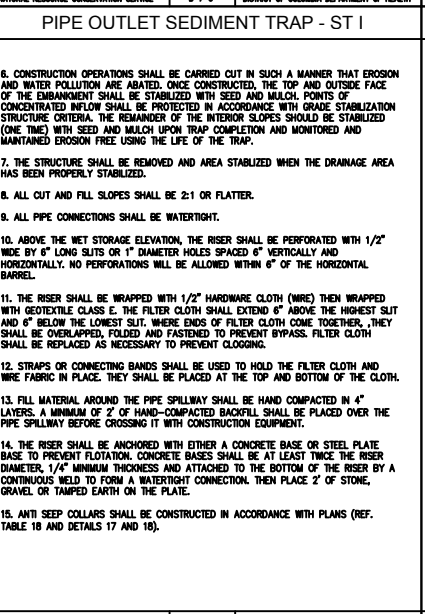 PIPE OUTLET SEDIMENT TRAP - ST I
6. CONSTRUCTION OPERATIONS SHALL BE CARRIED CUT IN SUCH A MANNER THAT EROSION
AND WATER POLLUTION ARE ABATED. ONCE CONSTRUCTED, THE TOP AND OUTSIDE FACE
OF THE EMBANKMENT SHALL BE STABILIZED WITH SEED AND MULCH. POINTS OF
CONCENTRATED INFLOW SHALL BE PROTECTED IN ACCORDANCE WITH GRADE STABILIZATION
STRUCTURE CRITERIA. THE REMAINDER OF THE INTERIOR SLOPES SHOULD BE STABILIZED
(ONE TIME) WITH SEED AND MULCH UPON TRAP COMPLETION AND MONITORED AND
MAINTAINED EROSION FREE USING THE LIFE OF THE TRAP.
7. THE STRUCTURE SHALL BE REMOVED AND AREA STABLIZED WHEN THE DRAINAGE AREA
HAS BEEN PROPERLY STABILIZED.
8. ALL CUT AND FILL SLOPES SHALL BE 2:1 OR FLATTER.
9. ALL PIPE CONNECTIONS SHALL BE WATERTIGHT.
10. ABOVE THE WET STORAGE ELEVATION, THE RISER SHALL BE PERFORATED WITH 1/2"
WIDE BY 6" LONG SLITS OR 1" DIAMETER HOLES SPACED 6" VERTICALLY AND
HORIZONTALLY. NO PERFORATIONS WILL BE ALLOWED WITHIN 6" OF THE HORIZONTAL
BARREL.
11. THE RISER SHALL BE WRAPPED WITH 1/2" HARDWARE CLOTH (WIRE) THEN WRAPPED
WITH GEOTEXTILE CLASS E. THE FILTER CLOTH SHALL EXTEND 6" ABOVE THE HIGHEST SLIT
AND 6" BELOW THE LOWEST SLIT. WHERE ENDS OF FILTER CLOTH COME TOGETHER, ,THEY
SHALL BE OVERLAPPED, FOLDED AND FASTENED TO PREVENT BYPASS. FILTER CLOTH
SHALL BE REPLACED AS NECESSARY TO PREVENT CLOGGING.
12. STRAPS OR CONNECTING BANDS SHALL BE USED TO HOLD THE FILTER CLOTH AND
WIRE FABRIC IN PLACE. THEY SHALL BE PLACED AT THE TOP AND BOTTOM OF THE CLOTH.
13. FILL MATERIAL AROUND THE PIPE SPILLWAY SHALL BE HAND COMPACTED IN 4"
LAYERS. A MINIMUM OF 2' OF HAND-COMPACTED BACKFILL SHALL BE PLACED OVER THE
PIPE SPILLWAY BEFORE CROSSING IT WITH CONSTRUCTION EQUIPMENT.
14. THE RISER SHALL BE ANCHORED WITH EITHER A CONCRETE BASE OR STEEL PLATE
BASE TO PREVENT FLOTATION. CONCRETE BASES SHALL BE AT LEAST TWICE THE RISER
DIAMETER, 1/4" MINIMUM THICKNESS AND ATTACHED TO THE BOTTOM OF THE RISER BY A
CONTINUOUS WELD TO FORM A WATERTIGHT CONNECTION. THEN PLACE 2' OF STONE,
GRAVEL OR TAMPED EARTH ON THE PLATE.
15. ANTI SEEP COLLARS SHALL BE CONSTRUCTED IN ACCORDANCE WITH PLANS (REF.
TABLE 18 AND DETAILS 17 AND 18).